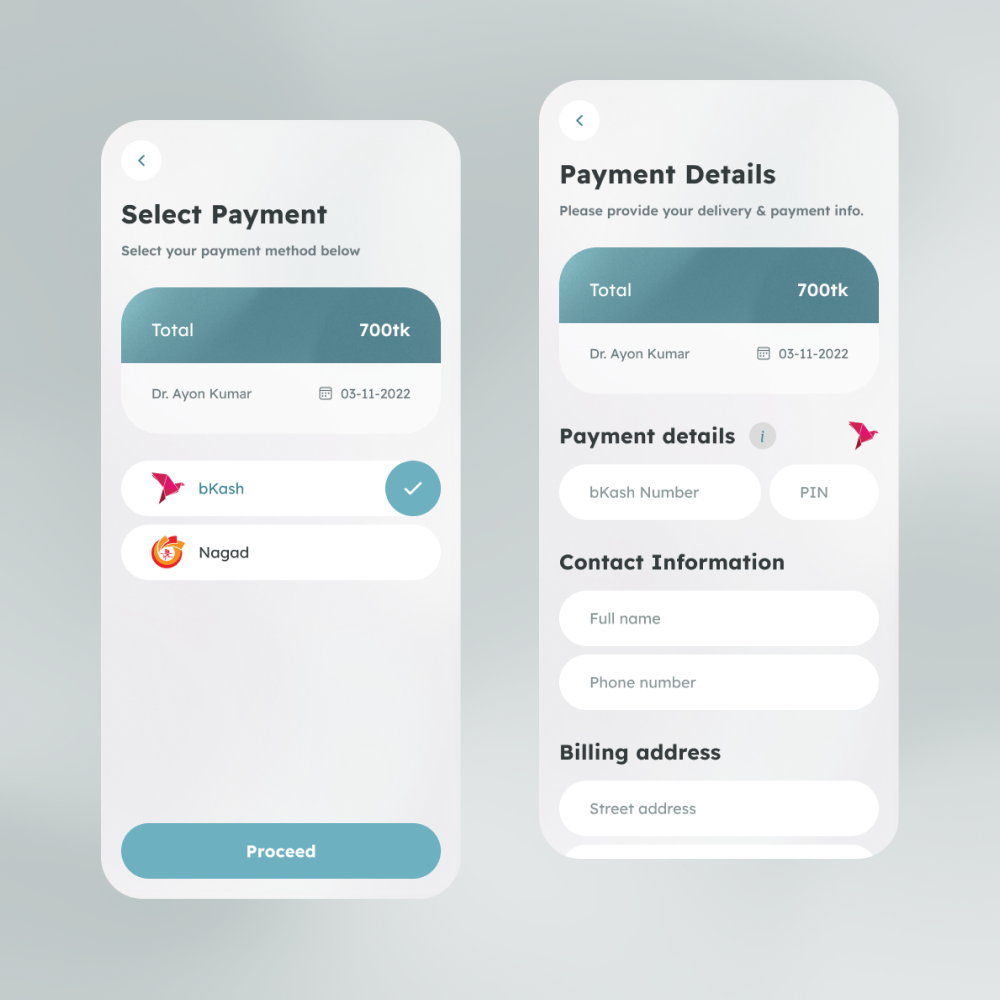 Select Payment
Select your payment method below
Total 700tk
Dr. Ayon Kumar 03-11-2022
bKash
Nagad
Proceed
Payment Details
Please provide your delivery & payment info.
Total 700tk
Dr. Ayon Kumar 03-11-2022
Payment details i
bKash Number PIN
Contact Information
Full name
Phone number
Billing address
Street address